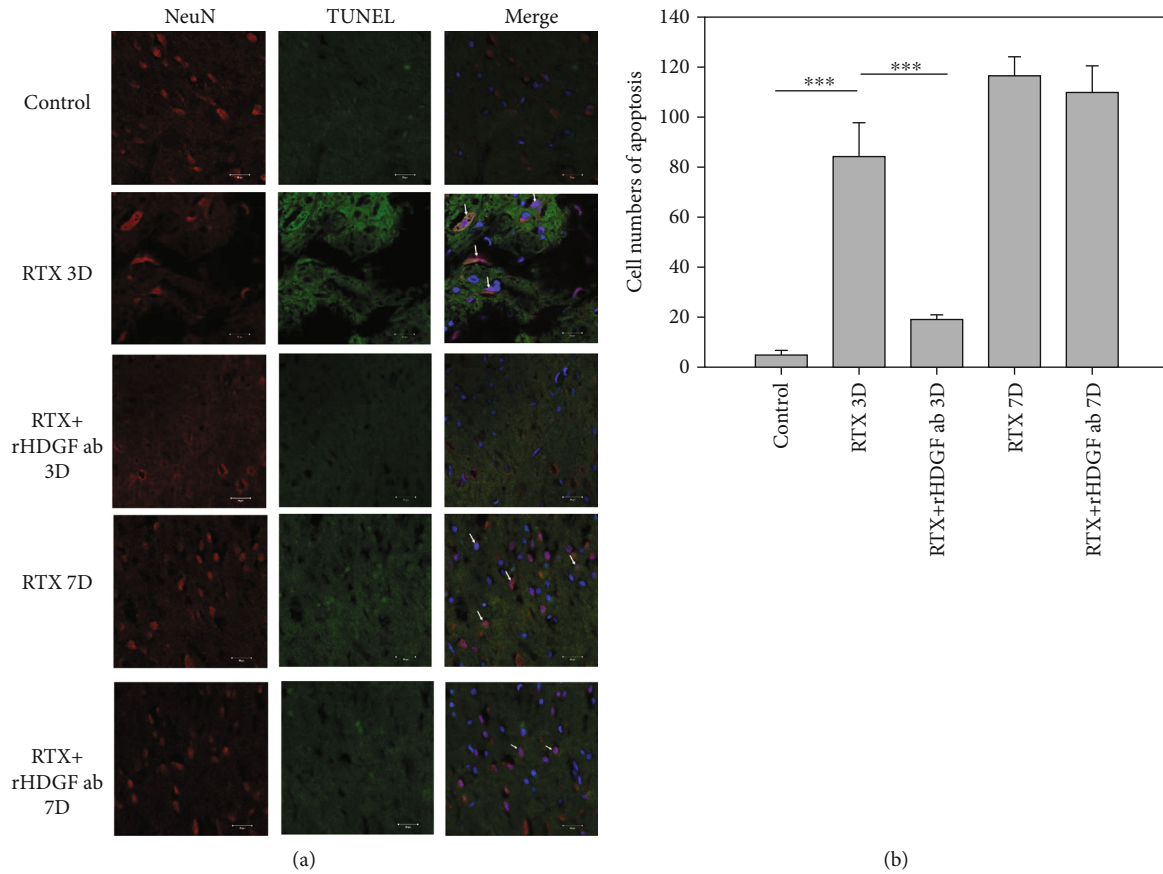 NeuN TUNEL Merge
Control
RTX 3D
RTX+
rHDGF ab
3D
RTX 7D
RTX+
rHDGF ab
7D
(a)
140
120
100
80
60
40
20
0
Cell numbers of apoptosis
*** ***
Control
RTX 3D
RTX+rHDGF ab 3D
RTX 7D
RTX+rHDGF ab 7D
(b)